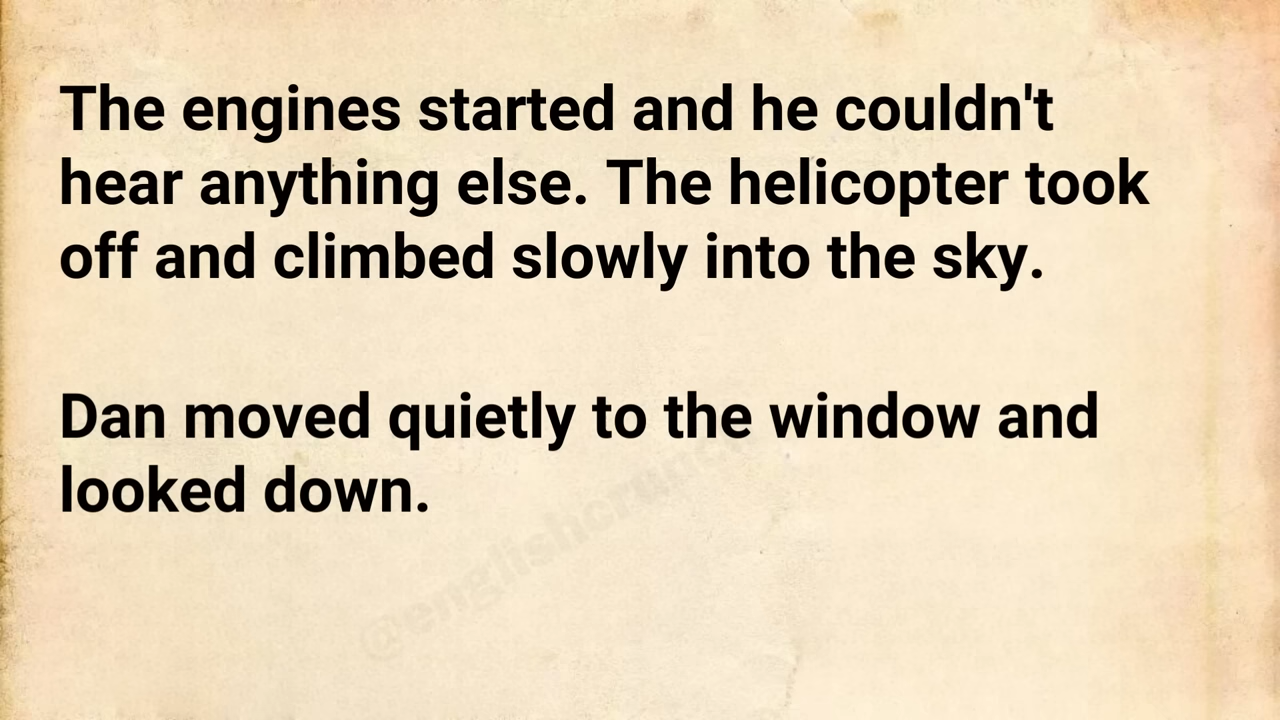 The engines started and he couldn't
hear anything else. The helicopter took
off and climbed slowly into the sky.
Dan moved quietly to the window and
looked down.